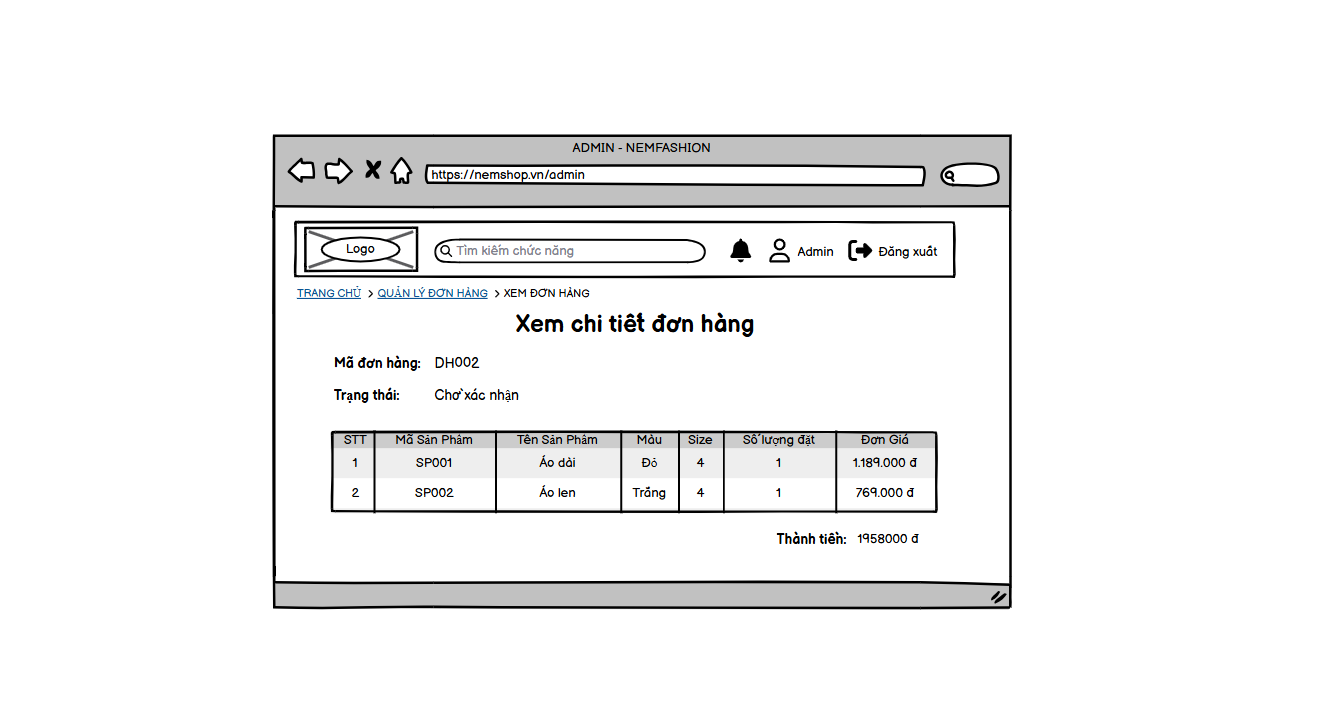 ADMIN - NEMFASHION
https://nemshop.vn/admin
Logo Tìm kiếm chức năng Admin Đăng xuất
TRANG CHỦ > QUẢN LÝ ĐƠN HÀNG > XEM ĐƠN HÀNG
Xem chi tiết đơn hàng
Mã đơn hàng: DH002
Trạng thái: Chờ xác nhận
STT Mã Sản Phẩm Tên Sản Phẩm Màu Size Số lượng đặt Đơn Giá
1 SP001 Áo dài Đỏ 4 1 1.189.000 đ
2 SP002 Áo len Trắng 4 1 769.000 đ
Thành tiền: 1958000 đ